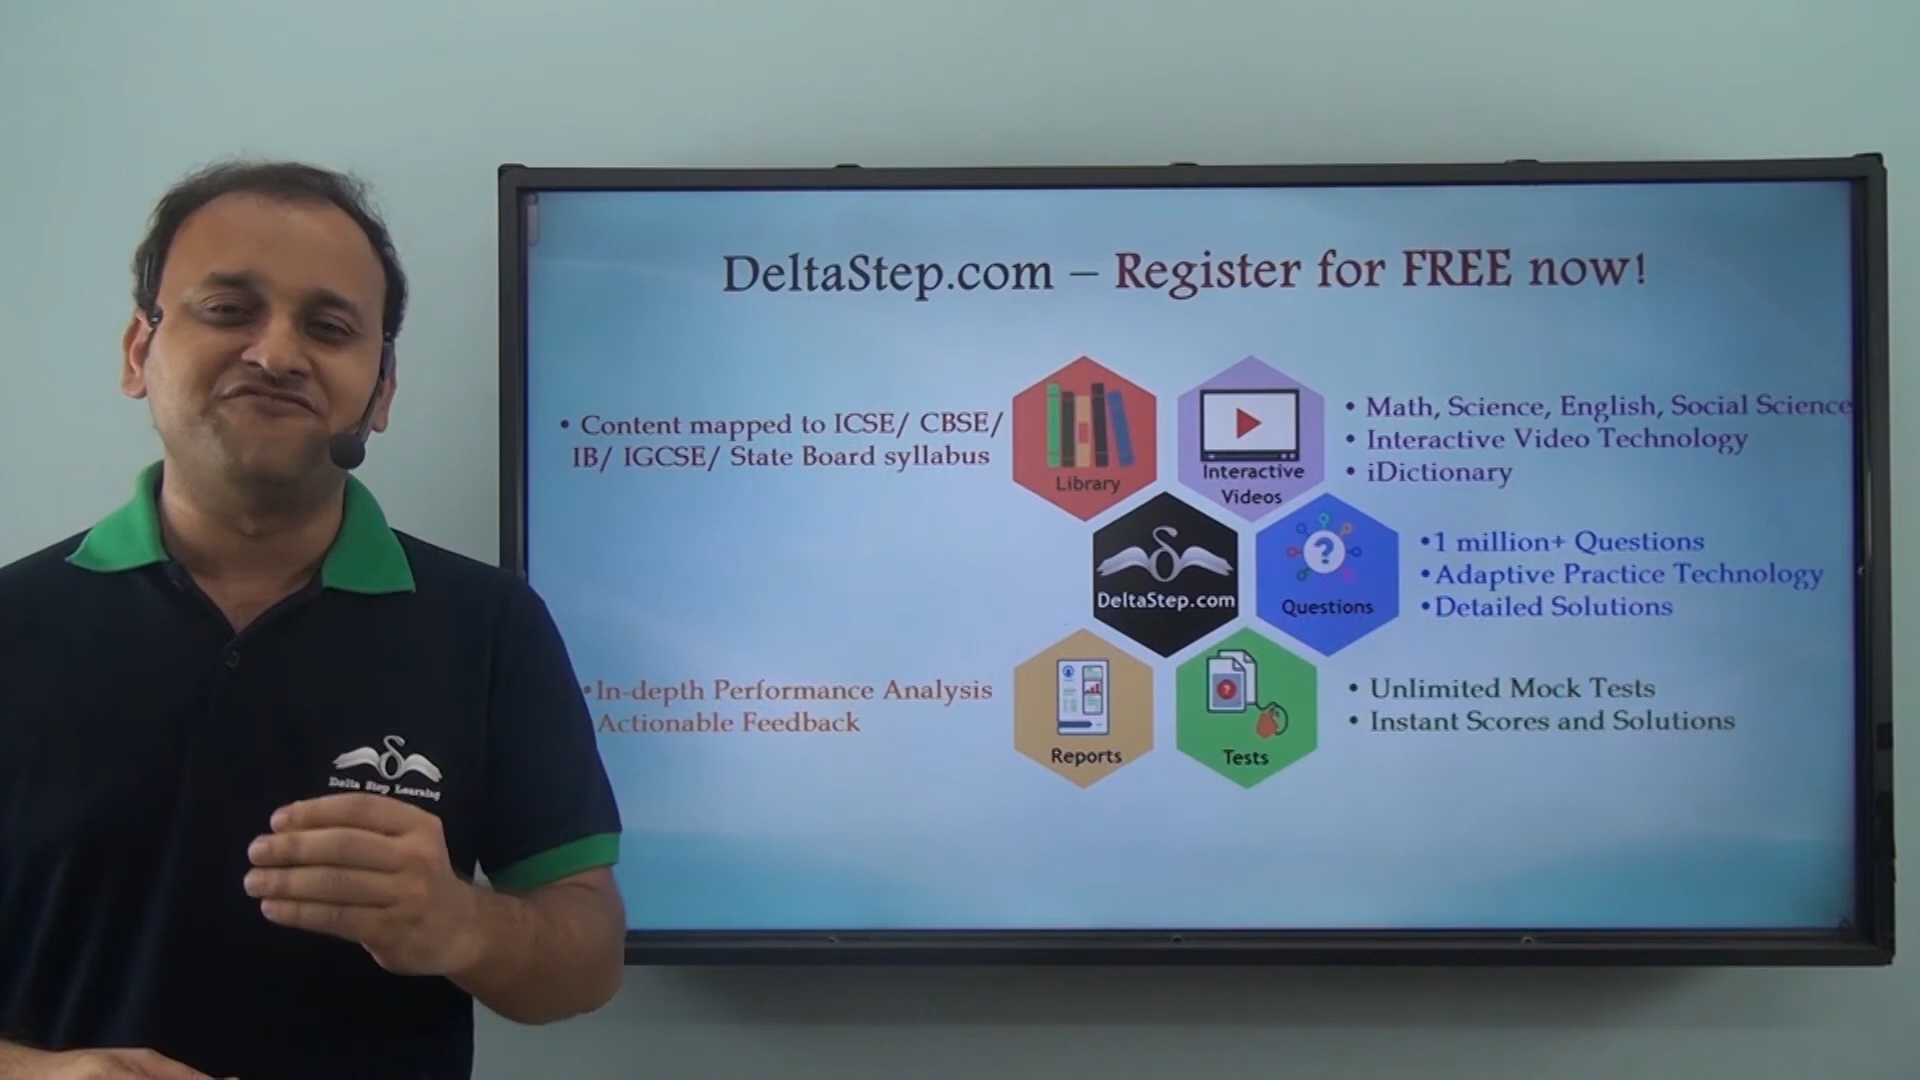 DeltaStep.com – Register for FREE now!
• Content mapped to ICSE/ CBSE/
IB/ IGCSE/ State Board syllabus
Library
Interactive
Videos
• Math, Science, English, Social Science
• Interactive Video Technology
• iDictionary
DeltaStep.com
Questions
•1 million+ Questions
•Adaptive Practice Technology
•Detailed Solutions
•In-depth Performance Analysis
Actionable Feedback
Reports
Tests
• Unlimited Mock Tests
• Instant Scores and Solutions
Delta Step Learning